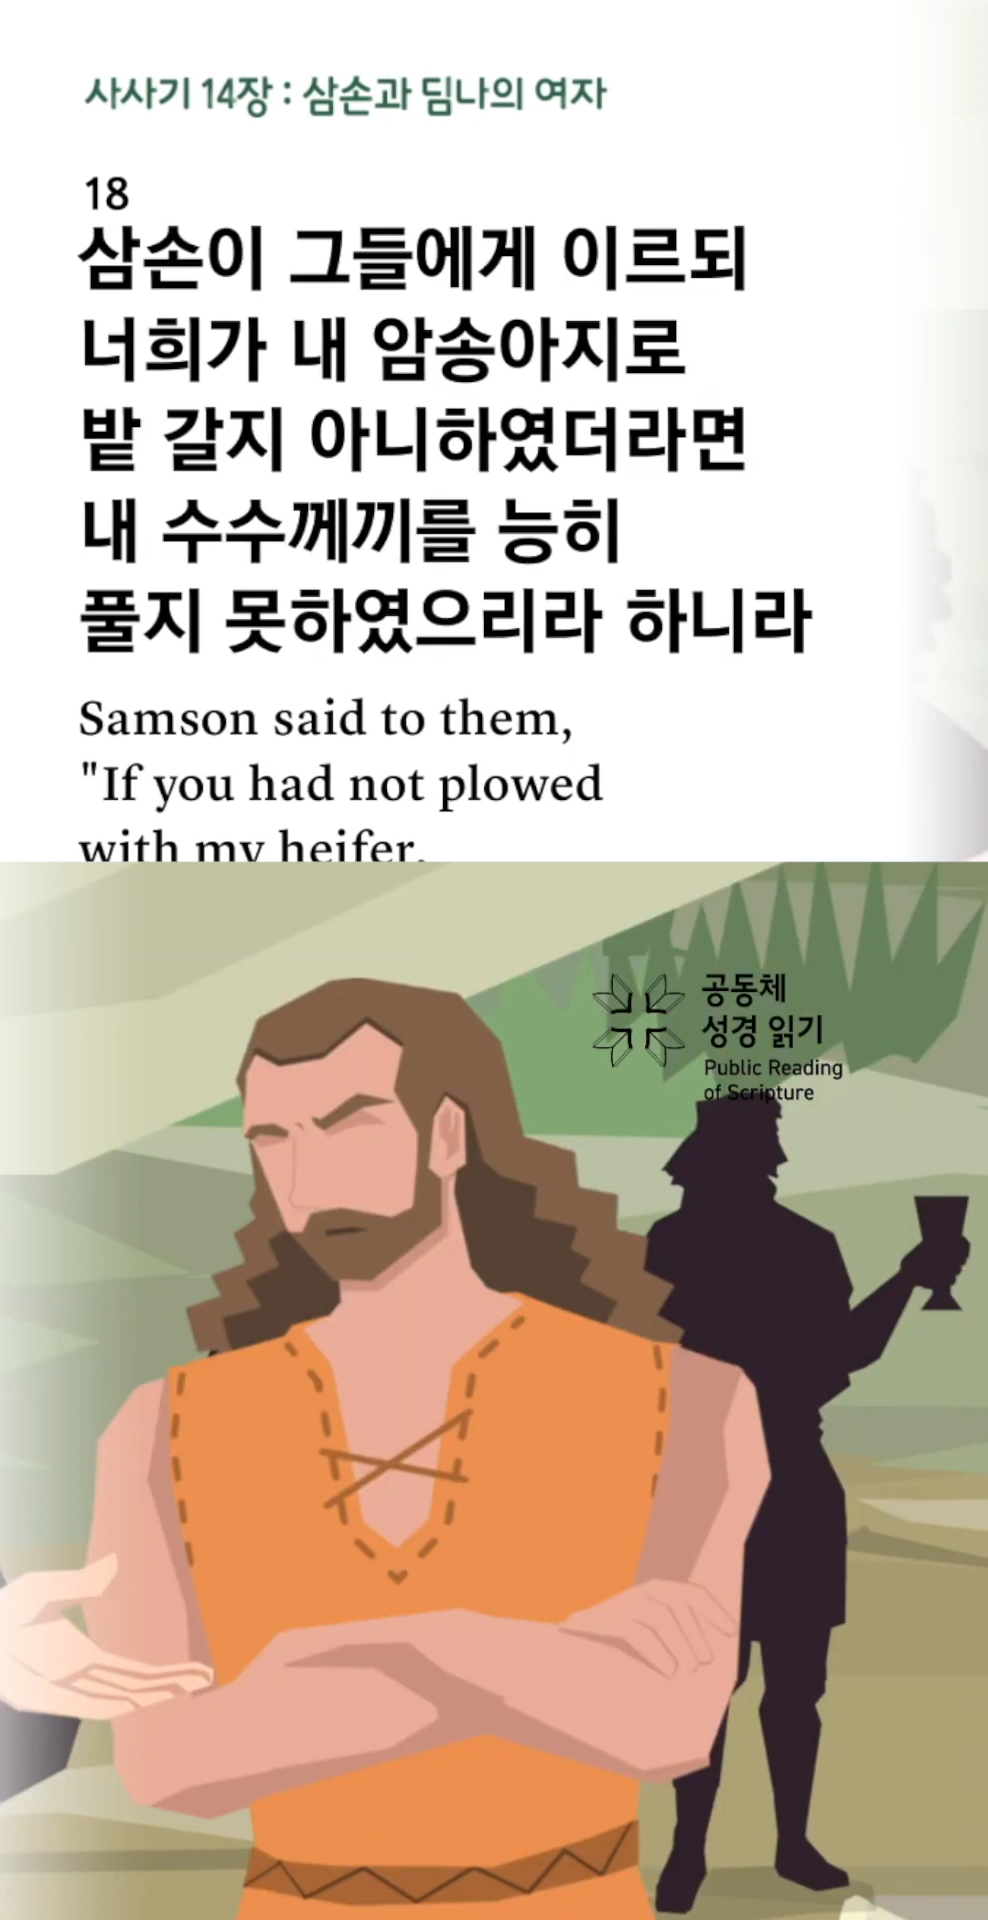 사사기 14장 : 삼손과 딤나의 여자
18
삼손이 그들에게 이르되
너희가 내 암송아지로
밭 갈지 아니하였더라면
내 수수께끼를 능히
풀지 못하였으리라 하니라
Samson said to them,
"If you had not plowed
with my heifer,
공동체
성경 읽기
Public Reading
of Scripture